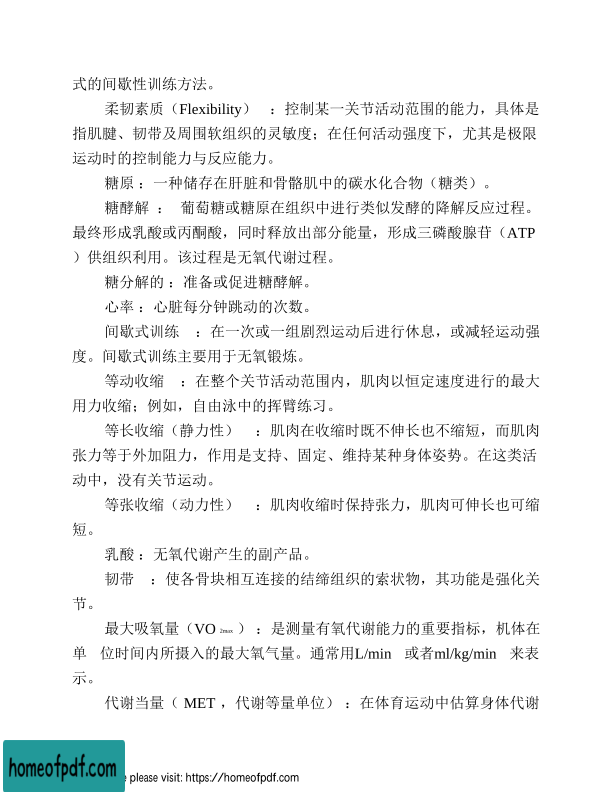 式的间歇性训练方法。
柔韧素质（Flexibility）　：控制某一关节活动范围的能力，具体是
指肌腱、韧带及周围软组织的灵敏度；在任何活动强度下，尤其是极限
运动时的控制能力与反应能力。
糖原 ：一种储存在肝脏和骨骼肌中的碳水化合物（糖类）。
糖酵解 ：　葡萄糖或糖原在组织中进行类似发酵的降解反应过程。
最终形成乳酸或丙酮酸，同时释放出部分能量，形成三磷酸腺苷（ATP
）供组织利用。该过程是无氧代谢过程。
糖分解的 ：准备或促进糖酵解。
心率 ：心脏每分钟跳动的次数。
间歇式训练　：在一次或一组剧烈运动后进行休息，或减轻运动强
度。间歇式训练主要用于无氧锻炼。
等动收缩　：在整个关节活动范围内，肌肉以恒定速度进行的最大
用力收缩；例如，自由泳中的挥臂练习。
等长收缩（静力性）　：肌肉在收缩时既不伸长也不缩短，而肌肉
张力等于外加阻力，作用是支持、固定、维持某种身体姿势。在这类活
动中，没有关节运动。
等张收缩（动力性）　：肌肉收缩时保持张力，肌肉可伸长也可缩
短。
乳酸 ：无氧代谢产生的副产品。
韧带　：使各骨块相互连接的结缔组织的索状物，其功能是强化关
节。
最大吸氧量（VO 2max ） ：是测量有氧代谢能力的重要指标，机体在
单　位时间内所摄入的最大氧气量。通常用L/min　或者ml/kg/min　来表
示。
代谢当量（ MET ，代谢等量单位） ：在体育运动中估算身体代谢
homeofpdf.com
please visit: https://homeofpdf.com